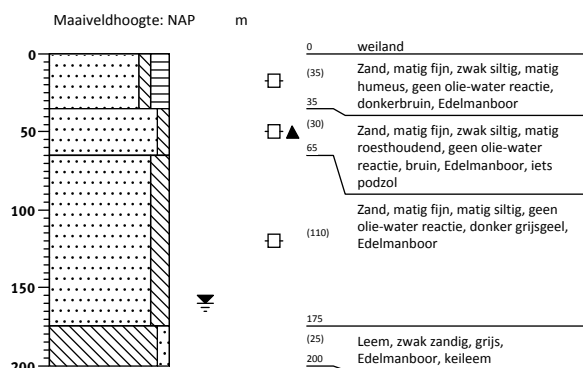 Maaiveldhoogte: NAP m
0
50
100
150
200
0 weiland
(35) Zand, matig fijn, zwak siltig, matig
humeus, geen olie-water reactie,
35 donkerbruin, Edelmanboor
(30) Zand, matig fijn, zwak siltig, matig
roesthoudend, geen olie-water
65 reactie, bruin, Edelmanboor, iets
podzol
Zand, matig fijn, matig siltig, geen
(110) olie-water reactie, donker grijsgeel,
Edelmanboor
175
(25) Leem, zwak zandig, grijs,
200 Edelmanboor, keileem